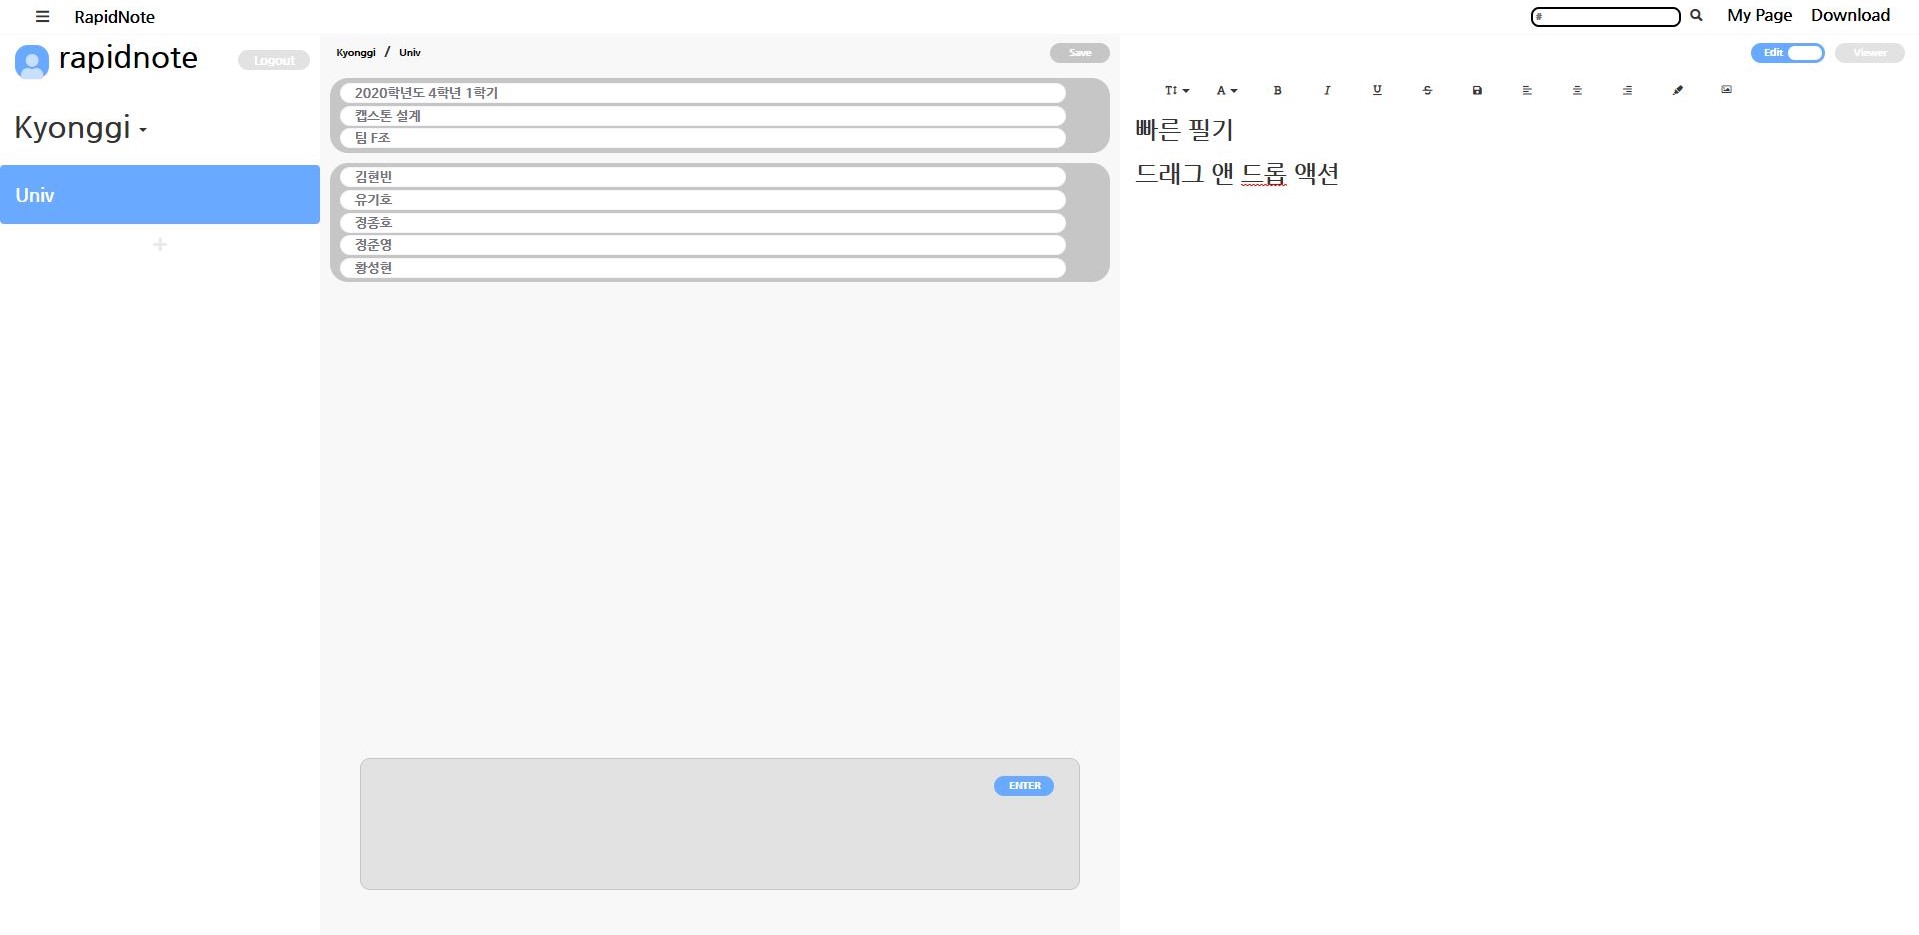 RapidNote
#
My Page
Download
rapidnote
Logout
Kyonggi
Univ
+
Kyonggi / Univ
Save
2020학년도 4학년 1학기
캡스톤 설계
팀 F조
김현빈
유기호
정종호
정준영
황성현
ENTER
Edit
Viewer
T A B I U S
빠른 필기
드래그 앤 드롭 액션